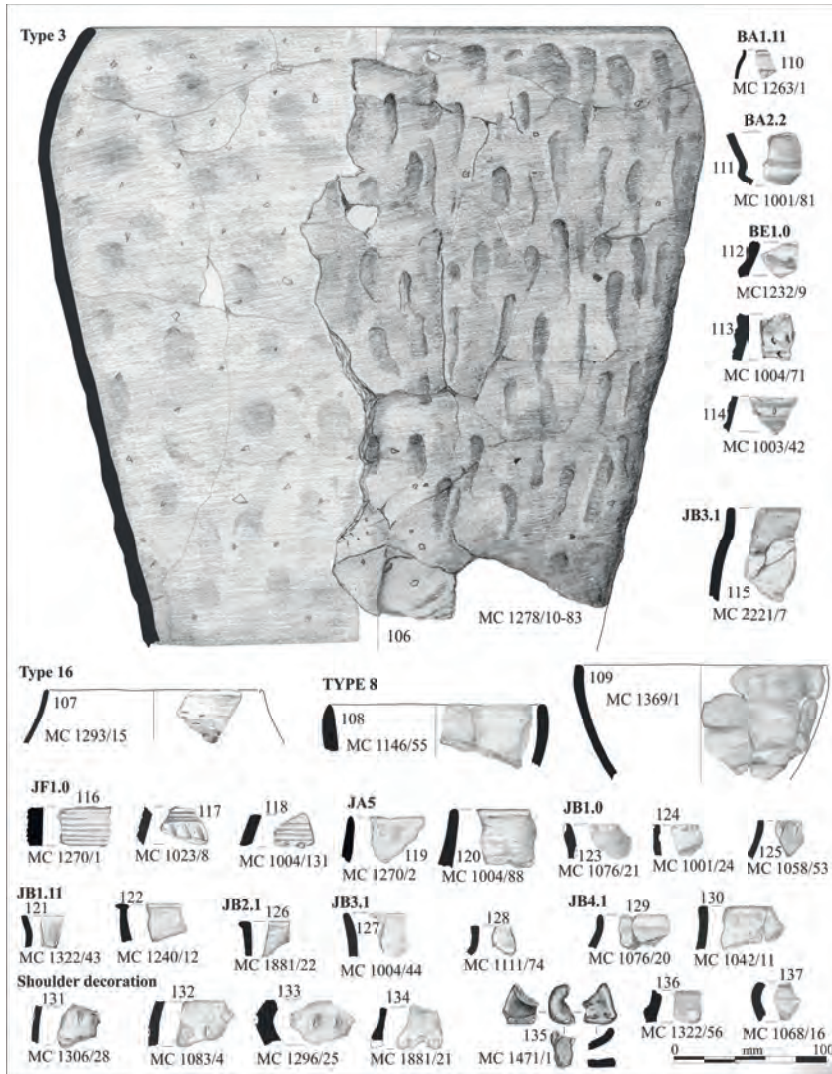 Type 3
106
MC 1278/10-83
BA1.11
110
MC 1263/1
BA2.2
111
MC 1001/81
BE1.0
112
MC1232/9
113
MC 1004/71
114
MC 1003/42
JB3.1
115
MC 2221/7
Type 16
107
MC 1293/15
TYPE 8
108
MC 1146/55
109
MC 1369/1
JF1.0
116
MC 1270/1
117
MC 1023/8
118
MC 1004/131
JA5
119
MC 1270/2
120
MC 1004/88
JB1.0
123
MC 1076/21
124
MC 1001/24
125
MC 1058/53
JB1.11
121
MC 1322/43
122
MC 1240/12
JB2.1
126
MC 1881/22
JB3.1
127
MC 1004/44
128
MC 1111/74
JB4.1
129
MC 1076/20
130
MC 1042/11
Shoulder decoration
131
MC 1306/28
132
MC 1083/4
133
MC 1296/25
134
MC 1881/21
135
MC 1471/1
136
MC 1322/56
137
MC 1068/16
0 mm 100